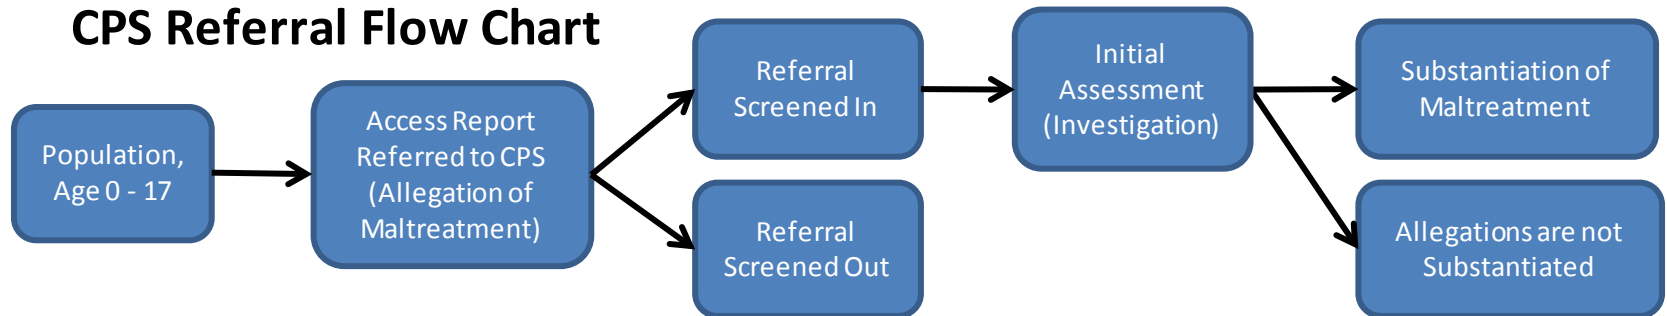 CPS Referral Flow Chart
Population,
Age 0 - 17
Access Report
Referred to CPS
(Allegation of
Maltreatment)
Referral
Screened In
Referral
Screened Out
Initial
Assessment
(Investigation)
Substantiation of
Maltreatment
Allegations are not
Substantiated